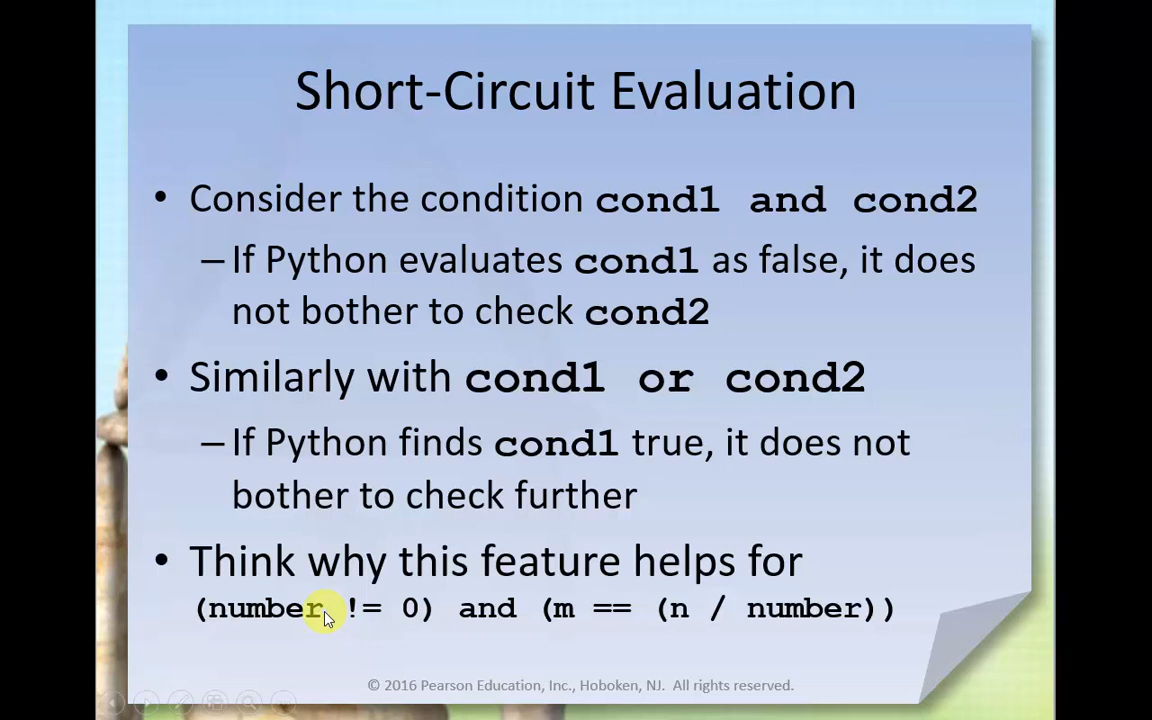 Short-Circuit Evaluation
• Consider the condition cond1 and cond2
– If Python evaluates cond1 as false, it does
not bother to check cond2
• Similarly with cond1 or cond2
– If Python finds cond1 true, it does not
bother to check further
• Think why this feature helps for
(number != 0) and (m == (n / number))
© 2016 Pearson Education, Inc., Hoboken, NJ. All rights reserved.